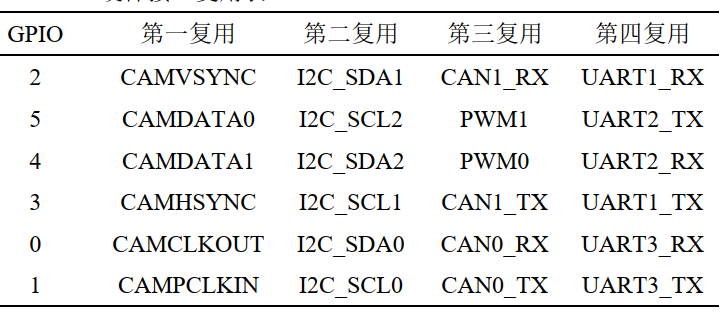 GPIO 第一复用 第二复用 第三复用 第四复用
2 CAMVSYNC I2C_SDA1 CAN1_RX UART1_RX
5 CAMDATA0 I2C_SCL2 PWM1 UART2_TX
4 CAMDATA1 I2C_SDA2 PWM0 UART2_RX
3 CAMHSYNC I2C_SCL1 CAN1_TX UART1_TX
0 CAMCLKOUT I2C_SDA0 CAN0_RX UART3_RX
1 CAMPCLKIN I2C_SCL0 CAN0_TX UART3_TX